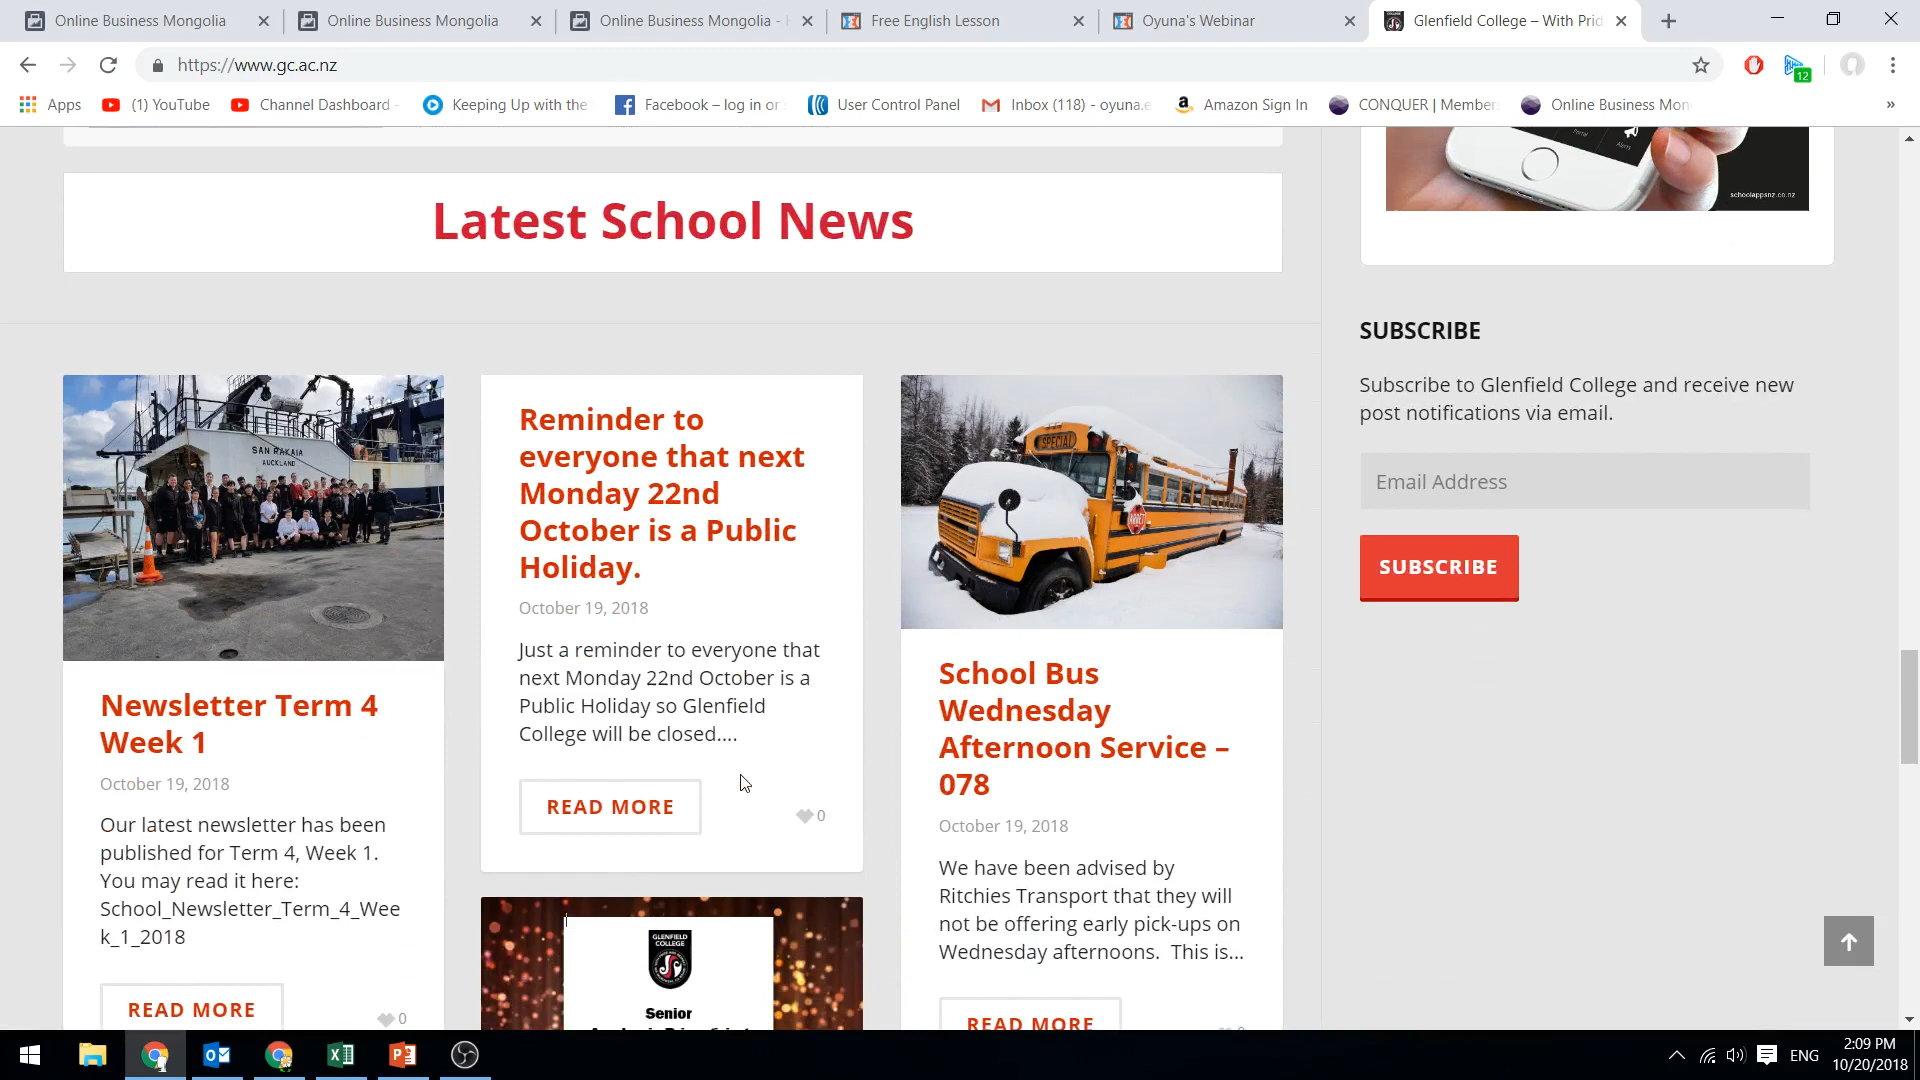 Online Business Mongolia
Online Business Mongolia
Online Business Mongolia -
Free English Lesson
Oyuna's Webinar
Glenfield College – With Prid
https://www.gc.ac.nz
12
Apps
(1) YouTube
Channel Dashboard -
Keeping Up with the
Facebook – log in or
User Control Panel
Inbox (118) - oyuna.e
Amazon Sign In
CONQUER | Member
Online Business Mon
»
Portal
Alerts
schoolappsnz.co.nz
Latest School News
SUBSCRIBE
Subscribe to Glenfield College and receive new
post notifications via email.
Email Address
SUBSCRIBE
SAN RAKAIA
AUCKLAND
Newsletter Term 4
Week 1
October 19, 2018
Our latest newsletter has been
published for Term 4, Week 1.
You may read it here:
School_Newsletter_Term_4_Wee
k_1_2018
READ MORE
0
Reminder to
everyone that next
Monday 22nd
October is a Public
Holiday.
October 19, 2018
Just a reminder to everyone that
next Monday 22nd October is a
Public Holiday so Glenfield
College will be closed....
READ MORE
0
GLENFIELD
COLLEGE
Senior
SPECIAL
ARRET
School Bus
Wednesday
Afternoon Service –
078
October 19, 2018
We have been advised by
Ritchies Transport that they will
not be offering early pick-ups on
Wednesday afternoons.  This is...
READ MORE
ENG
2:09 PM
10/20/2018